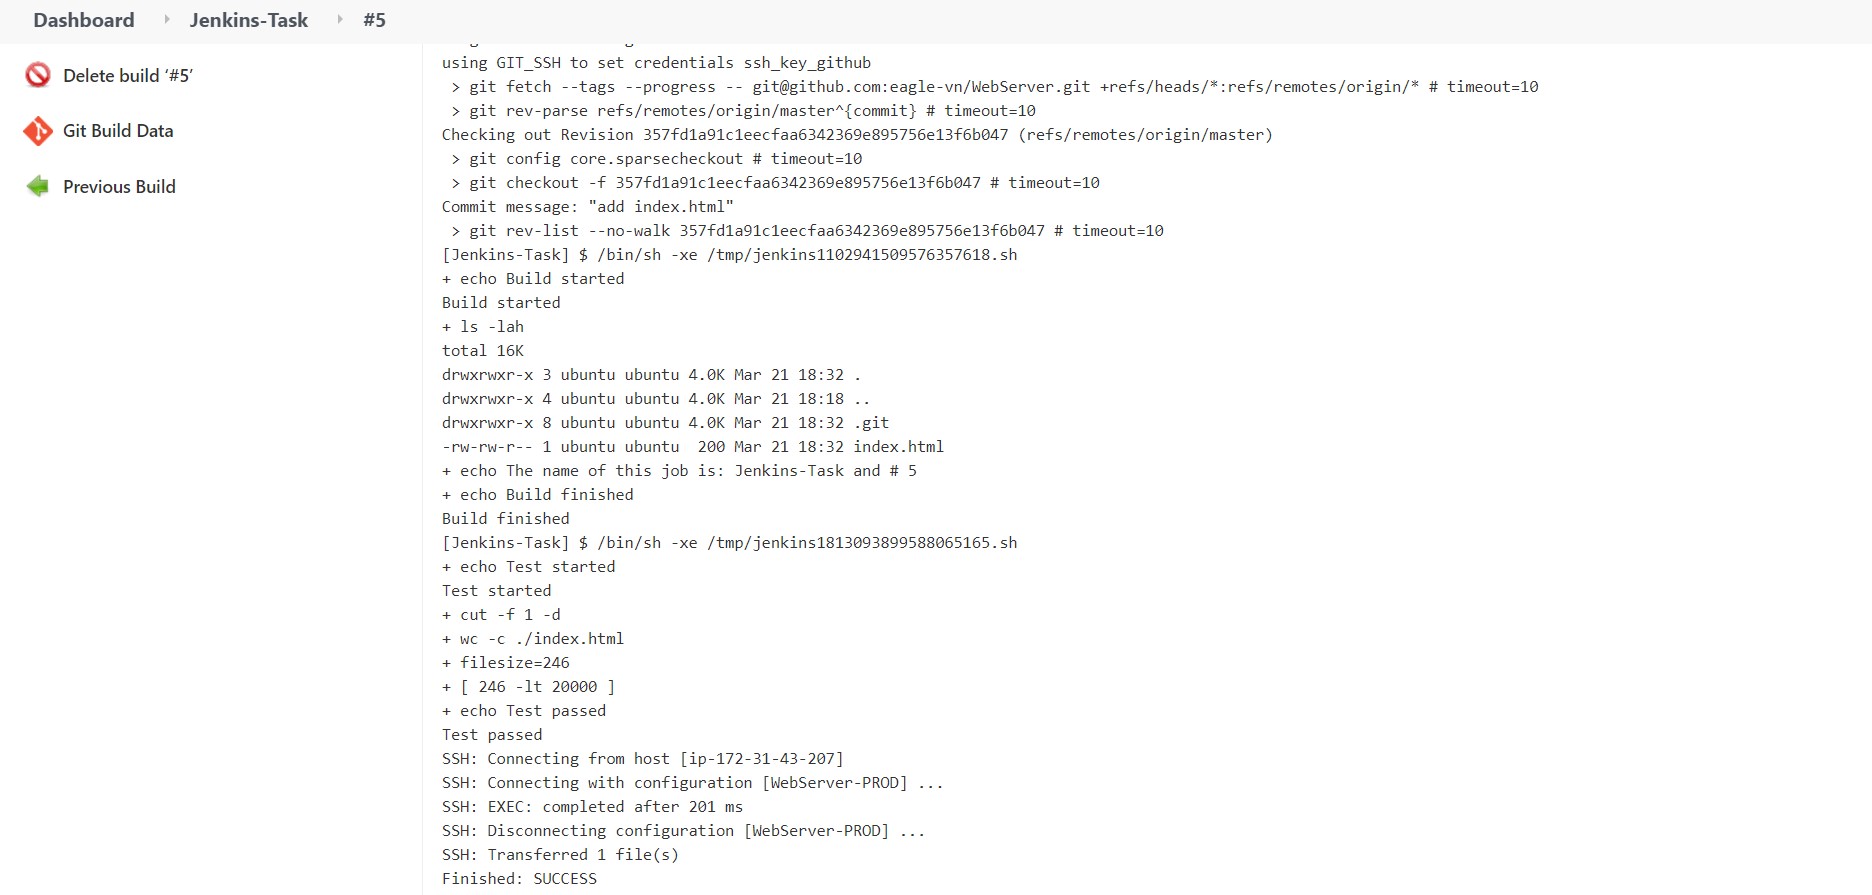 Dashboard Jenkins-Task #5
Delete build ‘#5’
Git Build Data
Previous Build
using GIT_SSH to set credentials ssh_key_github
> git fetch --tags --progress -- git@github.com:eagle-vn/WebServer.git +refs/heads/*:refs/remotes/origin/* # timeout=10
> git rev-parse refs/remotes/origin/master^{commit} # timeout=10
Checking out Revision 357fd1a91c1eecfaa6342369e895756e13f6b047 (refs/remotes/origin/master)
> git config core.sparsecheckout # timeout=10
> git checkout -f 357fd1a91c1eecfaa6342369e895756e13f6b047 # timeout=10
Commit message: "add index.html"
> git rev-list --no-walk 357fd1a91c1eecfaa6342369e895756e13f6b047 # timeout=10
[Jenkins-Task] $ /bin/sh -xe /tmp/jenkins1102941509576357618.sh
+ echo Build started
Build started
+ ls -lah
total 16K
drwxrwxr-x 3 ubuntu ubuntu 4.0K Mar 21 18:32 .
drwxrwxr-x 4 ubuntu ubuntu 4.0K Mar 21 18:18 ..
drwxrwxr-x 8 ubuntu ubuntu 4.0K Mar 21 18:32 .git
-rw-rw-r-- 1 ubuntu ubuntu  200 Mar 21 18:32 index.html
+ echo The name of this job is: Jenkins-Task and # 5
+ echo Build finished
Build finished
[Jenkins-Task] $ /bin/sh -xe /tmp/jenkins1813093899588065165.sh
+ echo Test started
Test started
+ cut -f 1 -d
+ wc -c ./index.html
+ filesize=246
+ [ 246 -lt 20000 ]
+ echo Test passed
Test passed
SSH: Connecting from host [ip-172-31-43-207]
SSH: Connecting with configuration [WebServer-PROD] ...
SSH: EXEC: completed after 201 ms
SSH: Disconnecting configuration [WebServer-PROD] ...
SSH: Transferred 1 file(s)
Finished: SUCCESS